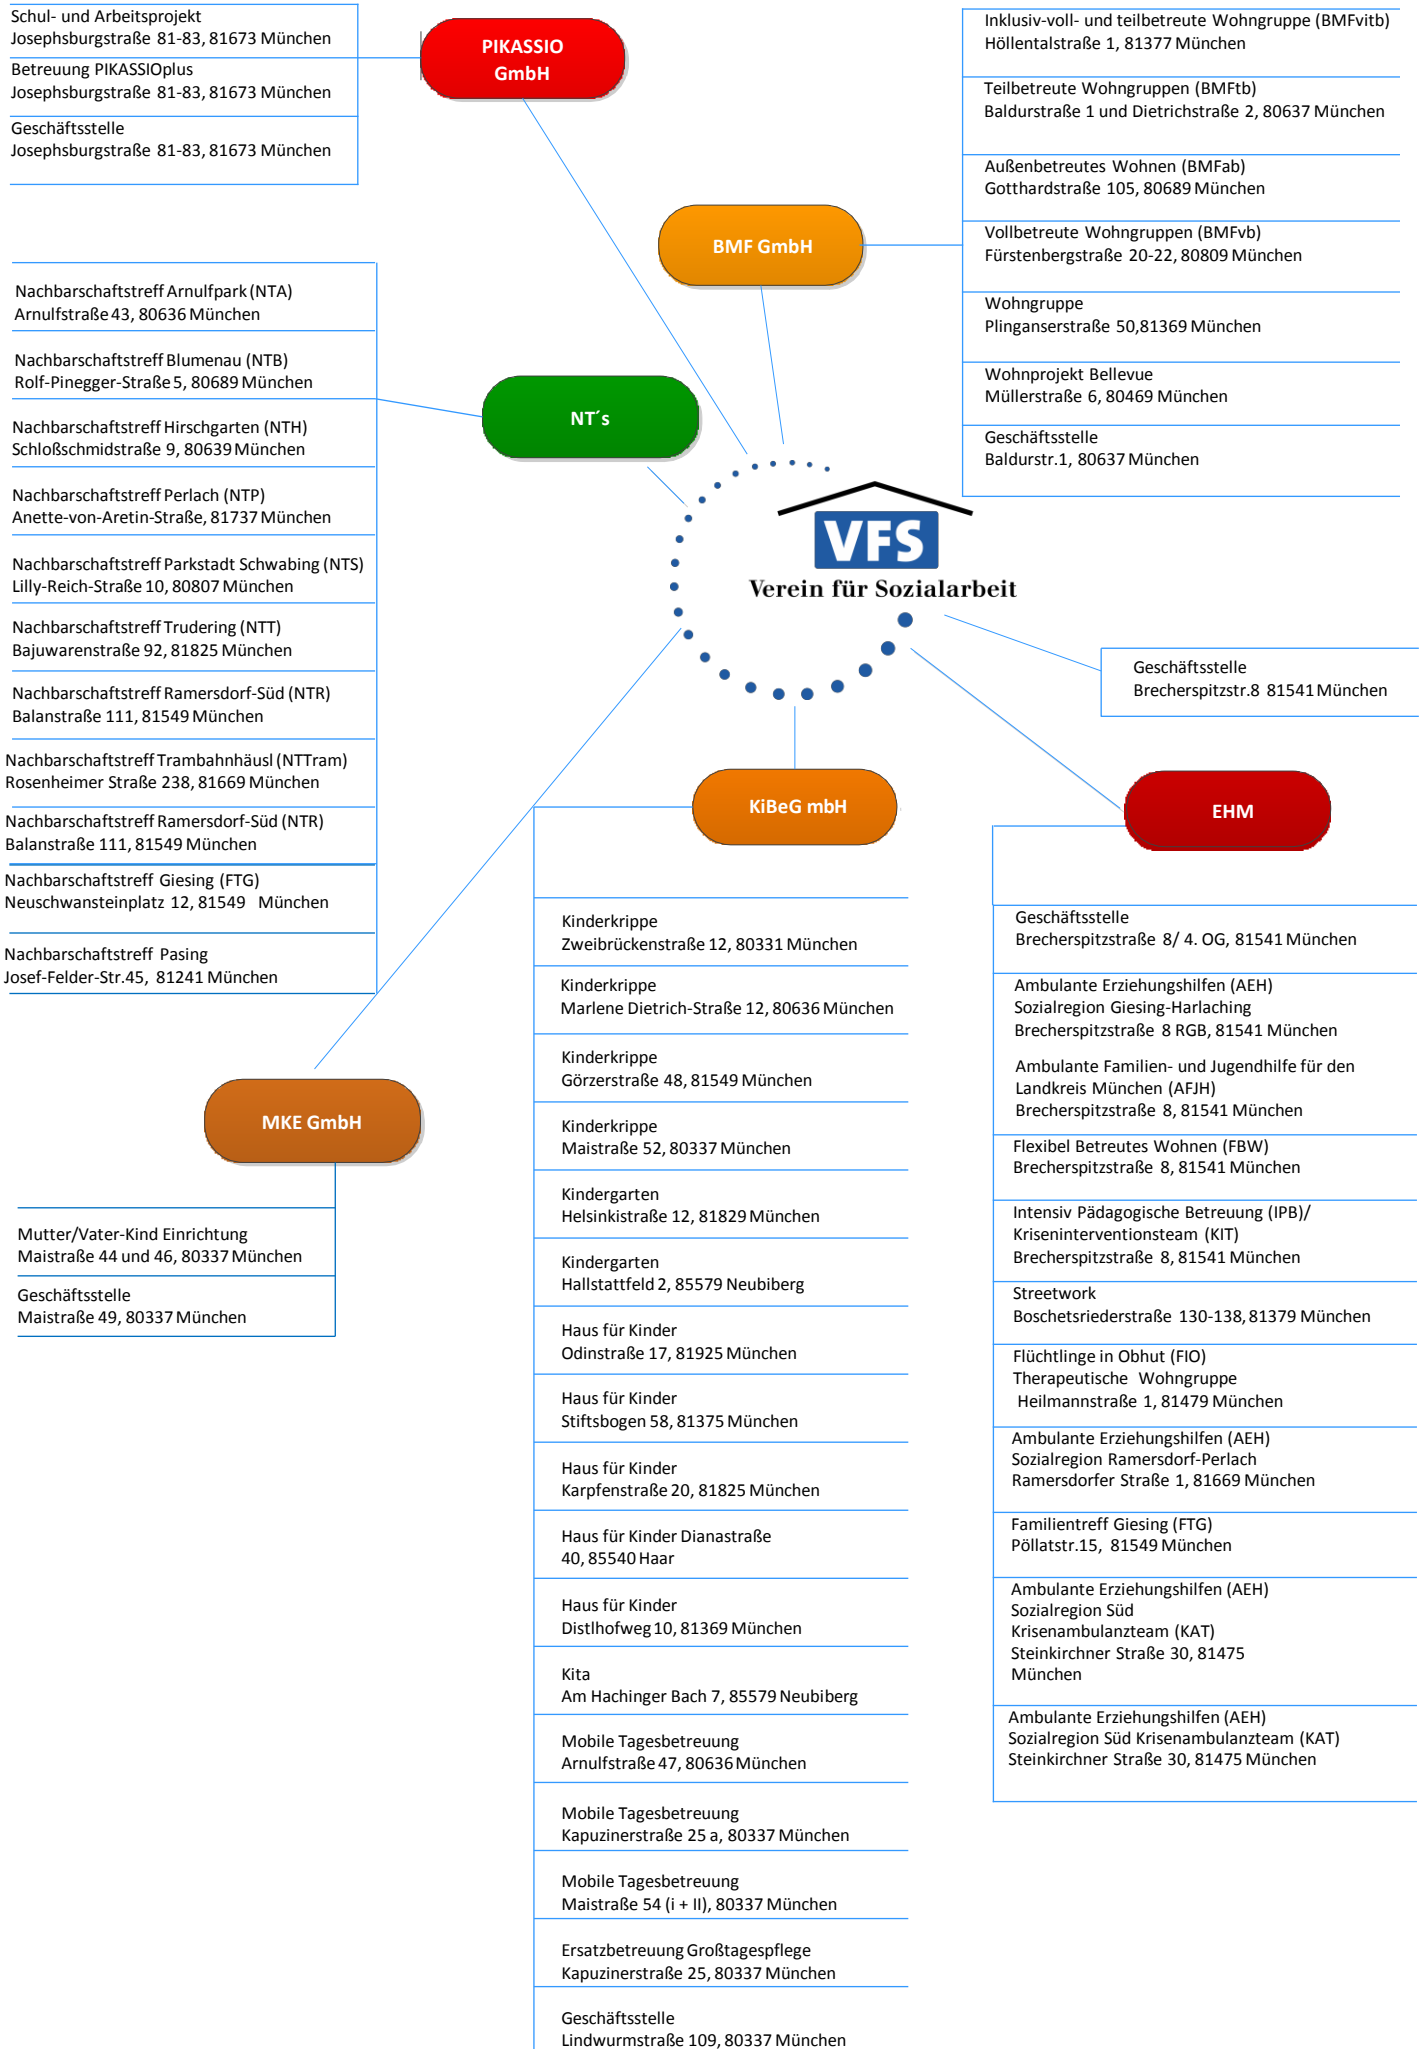 Schul- und Arbeitsprojekt
Josephsburgstraße 81-83, 81673 München
Betreuung PIKASSIOplus
Josephsburgstraße 81-83, 81673 München
Geschäftsstelle
Josephsburgstraße 81-83, 81673 München
PIKASSIO
GmbH
Inklusiv-voll- und teilbetreute Wohngruppe (BMFvitb)
Höllentalstraße 1, 81377 München
Teilbetreute Wohngruppen (BMFtb)
Baldurstraße 1 und Dietrichstraße 2, 80637 München
Außenbetreutes Wohnen (BMFab)
Gotthardstraße 105, 80689 München
Vollbetreute Wohngruppen (BMFvb)
Fürstenbergstraße 20-22, 80809 München
Wohngruppe
Plinganserstraße 50,81369 München
Wohnprojekt Bellevue
Müllerstraße 6, 80469 München
Geschäftsstelle
Baldurstr.1, 80637 München
BMF GmbH
Nachbarschaftstreff Arnulfpark (NTA)
Arnulfstraße 43, 80636 München
Nachbarschaftstreff Blumenau (NTB)
Rolf-Pinegger-Straße 5, 80689 München
Nachbarschaftstreff Hirschgarten (NTH)
Schloßschmidstraße 9, 80639 München
Nachbarschaftstreff Perlach (NTP)
Anette-von-Aretin-Straße, 81737 München
Nachbarschaftstreff Parkstadt Schwabing (NTS)
Lilly-Reich-Straße 10, 80807 München
Nachbarschaftstreff Trudering (NTT)
Bajuwarenstraße 92, 81825 München
Nachbarschaftstreff Ramersdorf-Süd (NTR)
Balanstraße 111, 81549 München
Nachbarschaftstreff Trambahnhäusl (NTTram)
Rosenheimer Straße 238, 81669 München
Nachbarschaftstreff Ramersdorf-Süd (NTR)
Balanstraße 111, 81549 München
Nachbarschaftstreff Giesing (FTG)
Neuschwansteinplatz 12, 81549 München
Nachbarschaftstreff Pasing
Josef-Felder-Str.45, 81241 München
NT´s
VFS
Verein für Sozialarbeit
Geschäftsstelle
Brecherspitzstr.8 81541 München
MKE GmbH
Mutter/Vater-Kind Einrichtung
Maistraße 44 und 46, 80337 München
Geschäftsstelle
Maistraße 49, 80337 München
KiBeG mbH
Kinderkrippe
Zweibrückenstraße 12, 80331 München
Kinderkrippe
Marlene Dietrich-Straße 12, 80636 München
Kinderkrippe
Görzerstraße 48, 81549 München
Kinderkrippe
Maistraße 52, 80337 München
Kindergarten
Helsinkistraße 12, 81829 München
Kindergarten
Hallstattfeld 2, 85579 Neubiberg
Haus für Kinder
Odinstraße 17, 81925 München
Haus für Kinder
Stiftsbogen 58, 81375 München
Haus für Kinder
Karpfenstraße 20, 81825 München
Haus für Kinder Dianastraße
40, 85540 Haar
Haus für Kinder
Distlhofweg 10, 81369 München
Kita
Am Hachinger Bach 7, 85579 Neubiberg
Mobile Tagesbetreuung
Arnulfstraße 47, 80636 München
Mobile Tagesbetreuung
Kapuzinerstraße 25 a, 80337 München
Mobile Tagesbetreuung
Maistraße 54 (i + II), 80337 München
Ersatzbetreuung Großtagespflege
Kapuzinerstraße 25, 80337 München
Geschäftsstelle
Lindwurmstraße 109, 80337 München
EHM
Geschäftsstelle
Brecherspitzstraße 8/ 4. OG, 81541 München
Ambulante Erziehungshilfen (AEH)
Sozialregion Giesing-Harlaching
Brecherspitzstraße 8 RGB, 81541 München
Ambulante Familien- und Jugendhilfe für den
Landkreis München (AFJH)
Brecherspitzstraße 8, 81541 München
Flexibel Betreutes Wohnen (FBW)
Brecherspitzstraße 8, 81541 München
Intensiv Pädagogische Betreuung (IPB)/
Kriseninterventionsteam (KIT)
Brecherspitzstraße 8, 81541 München
Streetwork
Boschetsriederstraße 130-138, 81379 München
Flüchtlinge in Obhut (FIO)
Therapeutische Wohngruppe
Heilmannstraße 1, 81479 München
Ambulante Erziehungshilfen (AEH)
Sozialregion Ramersdorf-Perlach
Ramersdorfer Straße 1, 81669 München
Familientreff Giesing (FTG)
Pöllatstr.15, 81549 München
Ambulante Erziehungshilfen (AEH)
Sozialregion Süd
Krisenambulanzteam (KAT)
Steinkirchner Straße 30, 81475
München
Ambulante Erziehungshilfen (AEH)
Sozialregion Süd Krisenambulanzteam (KAT)
Steinkirchner Straße 30, 81475 München